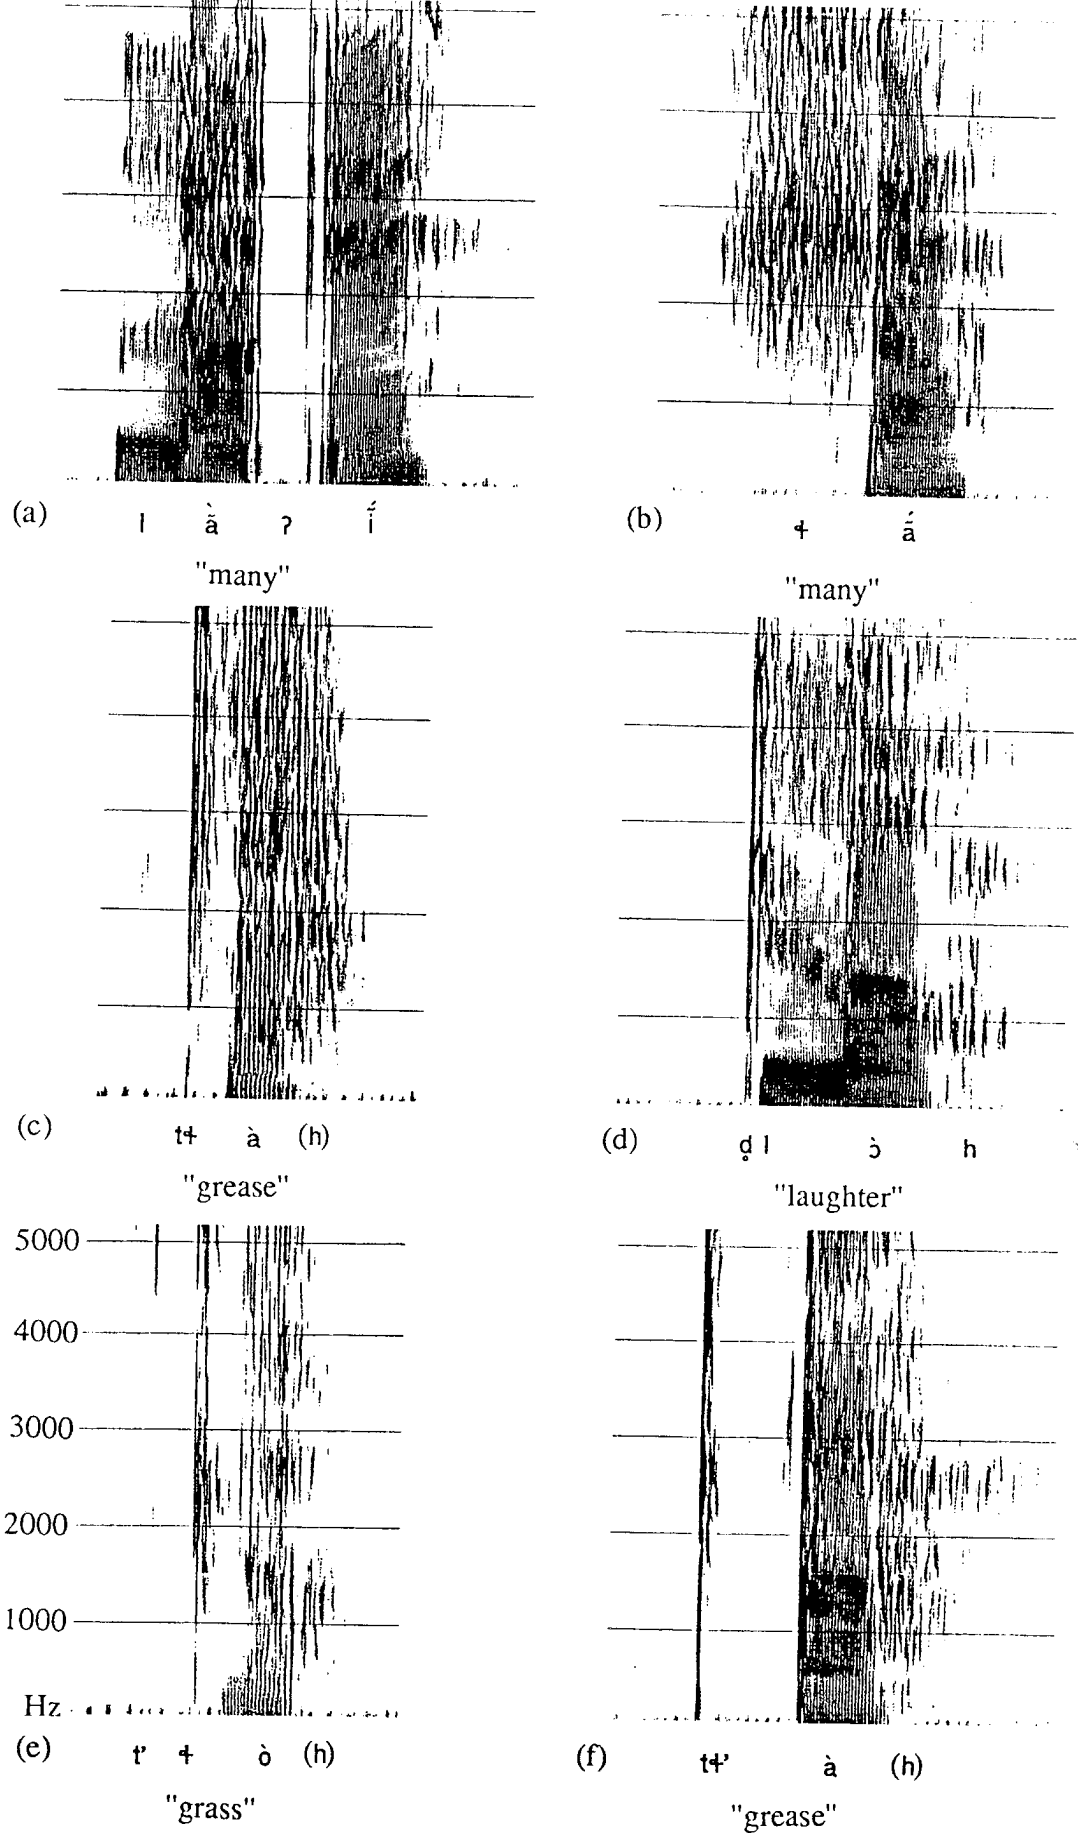 (a) l ã̀ ʔ ĩ́
"many"
(b) ɬ ã́
"many"
(c) tɬ à (h)
"grease"
(d) d̥ l ɔ̀ h
"laughter"
5000
4000
3000
2000
1000
Hz
(e) t’ ɬ ò (h)
"grass"
(f) tɬ’ à (h)
"grease"